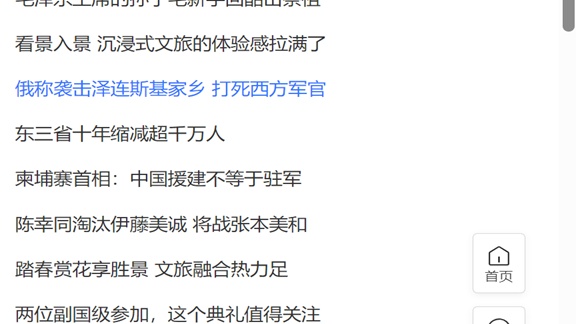 看景入景 沉浸式文旅的体验感拉满了
俄称袭击泽连斯基家乡 打死西方军官
东三省十年缩减超千万人
柬埔寨首相：中国援建不等于驻军
陈幸同淘汰伊藤美诚 将战张本美和
踏春赏花享胜景 文旅融合热力足
首页
两位副国级参加，这个典礼值得关注